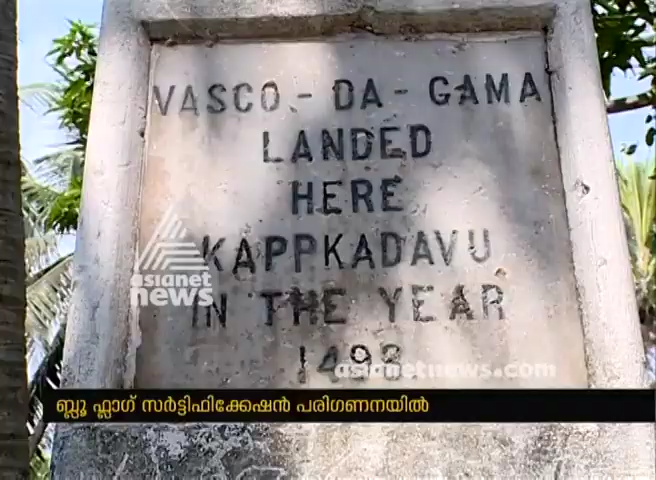 VASCO - DA - GAMA
LANDED
HERE
KAPPKADAVU
IN THE YEAR
1498
asianet
news
asianetnews.com
ബ്ലൂ ഫ്ലാഗ് സർട്ടിഫിക്കേഷൻ പരിഗണനയിൽ